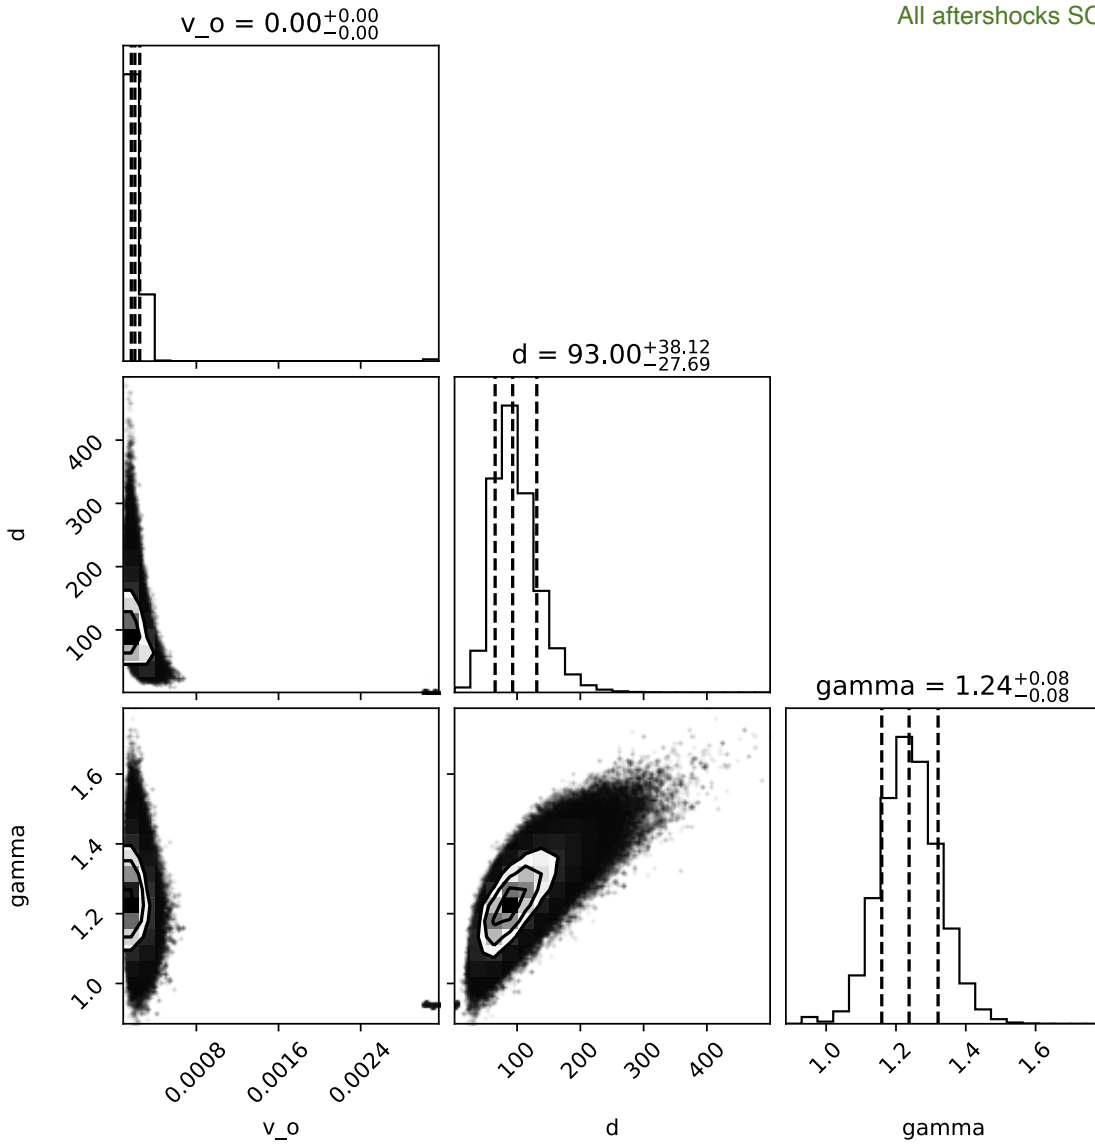 All aftershocks SC
v_o = 0.00+0.00−0.00
d = 93.00+38.12−27.69
400
300
200
100
d
gamma = 1.24+0.08−0.08
1.6
1.4
1.2
1.0
gamma
0.0008
0.0016
0.0024
v_o
100
200
300
400
d
1.0
1.2
1.4
1.6
gamma